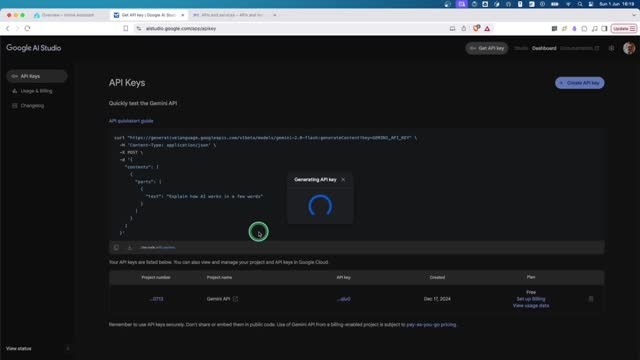 Overview – Home Assistant
Get API Key | Google AI Studio
APIs and services – APIs and
Sun 1 Jun 16:19
aistudio.google.com/app/apikey
Update
Google AI Studio
Get API key
Studio
Dashboard
Documentation
API Keys
Usage & Billing
Changelog
API Keys
Create API key
Quickly test the Gemini API
API quickstart guide
curl "https://generativelanguage.googleapis.com/v1beta/models/gemini-2.0-flash:generateContent?key=GEMINI_API_KEY" \
-H 'Content-Type: application/json' \
-X POST \
-d '{
"contents": [
{
"parts": [
{
"text": "Explain how AI works in a few words"
}
]
}
]
}'
Generating API key
Your API keys are listed below. You can also view and manage your project and API keys in Google Cloud.
Project number
Project name
API key
Created
Plan
...0713
Gemini API
Dec 17, 2024
Free
Set up Billing
View usage data
Remember to use API keys securely. Don't share or embed them in public code. Use of Gemini API from a billing-enabled project is subject to pay-as-you-go pricing.
View status